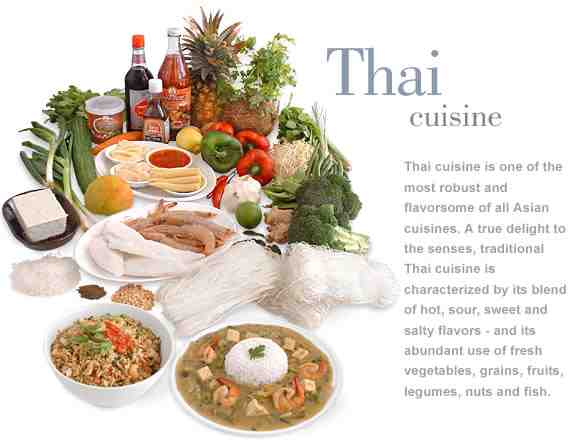 Thai
cuisine
Thai cuisine is one of the
most robust and
flavorsome of all Asian
cuisines. A true delight to
the senses, traditional
Thai cuisine is
characterized by its blend
of hot, sour, sweet and
salty flavors - and its
abundant use of fresh
vegetables, grains, fruits,
legumes, nuts and fish.